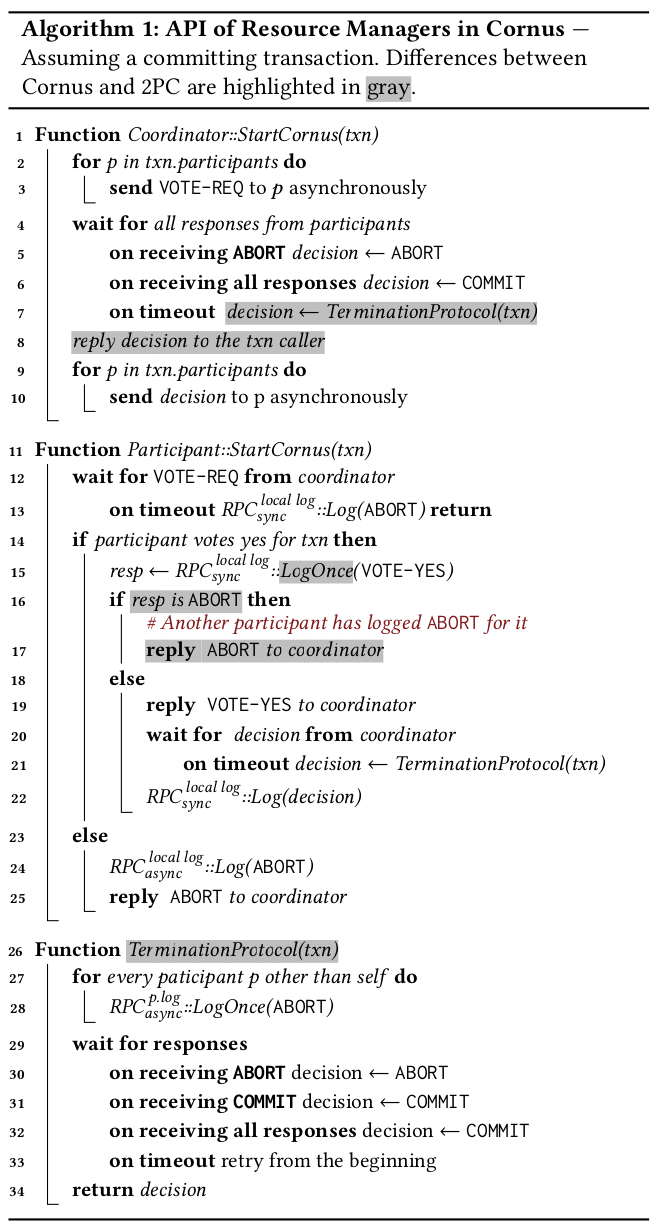 Algorithm 1: API of Resource Managers in Cornus —
Assuming a committing transaction. Differences between
Cornus and 2PC are highlighted in gray.
1 Function Coordinator::StartCornus(txn)
2 for p in txn.participants do
3 send VOTE-REQ to p asynchronously
4 wait for all responses from participants
5 on receiving ABORT decision ← ABORT
6 on receiving all responses decision ← COMMIT
7 on timeout decision ← TerminationProtocol(txn)
8 reply decision to the txn caller
9 for p in txn.participants do
10 send decision to p asynchronously
11 Function Participant::StartCornus(txn)
12 wait for VOTE-REQ from coordinator
13 on timeout RPC_sync^local log::Log(ABORT) return
14 if participant votes yes for txn then
15 resp ← RPC_sync^local log::LogOnce(VOTE-YES)
16 if resp is ABORT then
# Another participant has logged ABORT for it
17 reply ABORT to coordinator
18 else
19 reply VOTE-YES to coordinator
20 wait for decision from coordinator
21 on timeout decision ← TerminationProtocol(txn)
22 RPC_sync^local log::Log(decision)
23 else
24 RPC_async^local log::Log(ABORT)
25 reply ABORT to coordinator
26 Function TerminationProtocol(txn)
27 for every paticipant p other than self do
28 RPC_async^p.log::LogOnce(ABORT)
29 wait for responses
30 on receiving ABORT decision ← ABORT
31 on receiving COMMIT decision ← COMMIT
32 on receiving all responses decision ← COMMIT
33 on timeout retry from the beginning
34 return decision